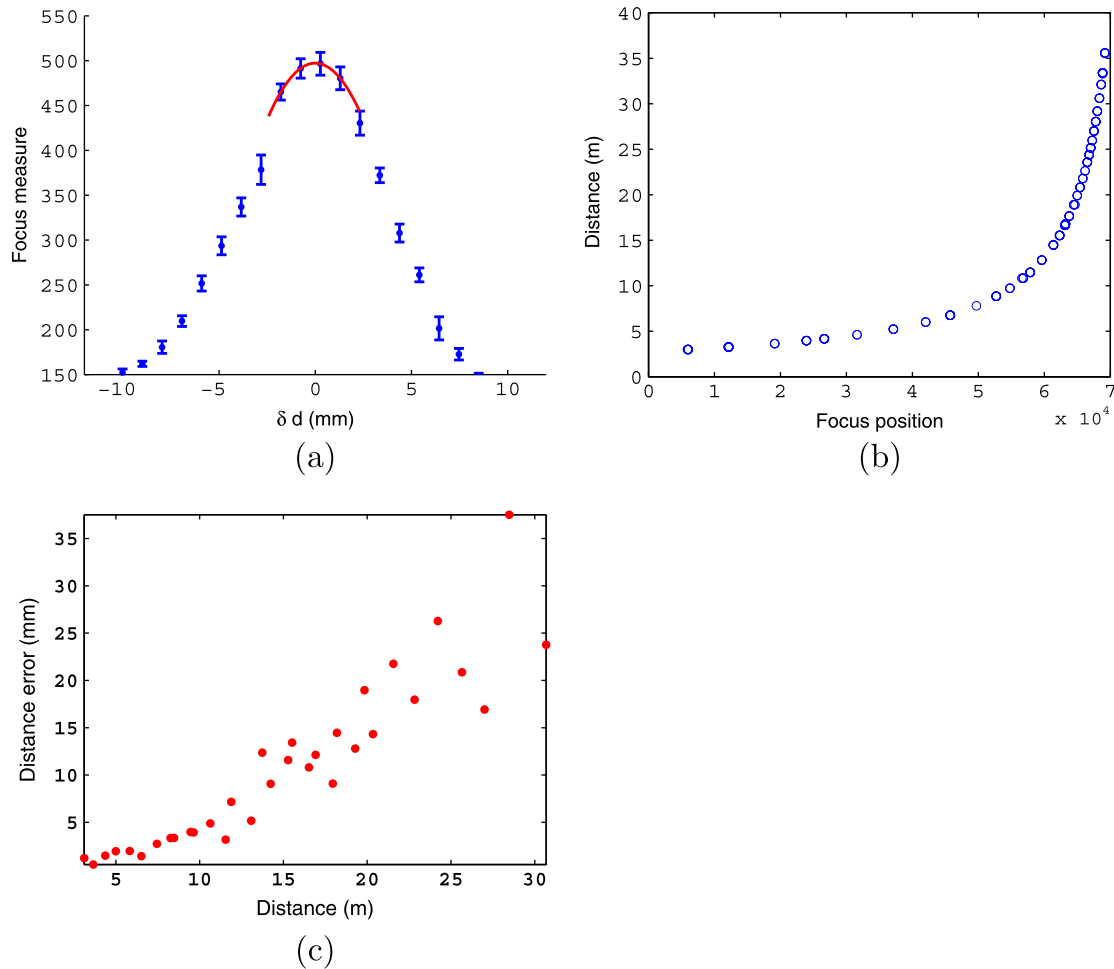 550
500
450
400
350
300
250
200
150
Focus measure
-10 -5 0 5 10
δ d (mm)
(a)
40
35
30
25
20
15
10
5
0
Distance (m)
0 1 2 3 4 5 6 7
x 10^4
Focus position
(b)
35
30
25
20
15
10
5
Distance error (mm)
5 10 15 20 25 30
Distance (m)
(c)